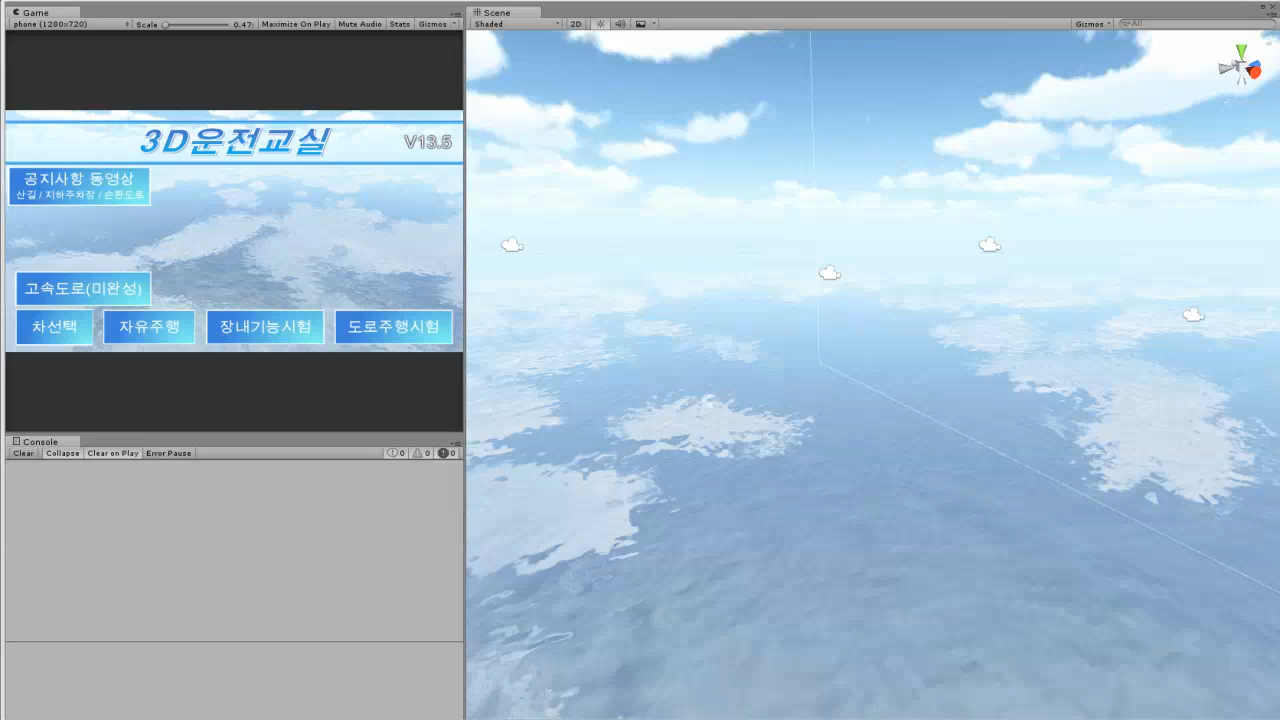 Game
Scene
phone (1280x720)
Scale
0.47:
Maximize On Play
Mute Audio
Stats
Gizmos
Shaded
2D
Gizmos
All
3D운전교실
V13.5
공지사항 동영상
산길 / 지하주차장 / 순환도로
고속도로(미완성)
차선택
자유주행
장내기능시험
도로주행시험
Console
Clear
Collapse
Clear on Play
Error Pause
0
0
0